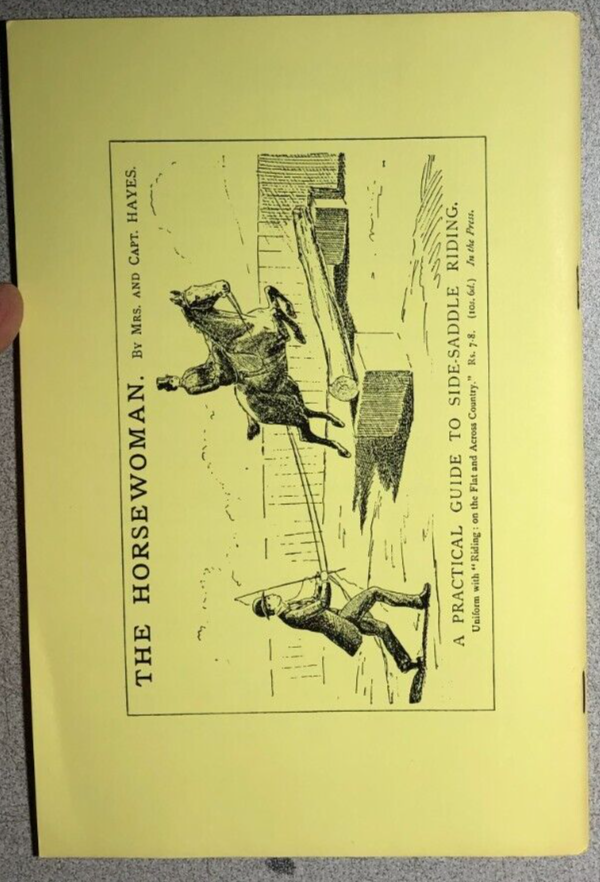 THE HORSEWOMAN. BY MRS. AND CAPT. HAYES.
A PRACTICAL GUIDE TO SIDE-SADDLE RIDING.
Uniform with "Riding: on the Flat and Across Country." Rs. 7-8. (10s. 6d.) In the Press.